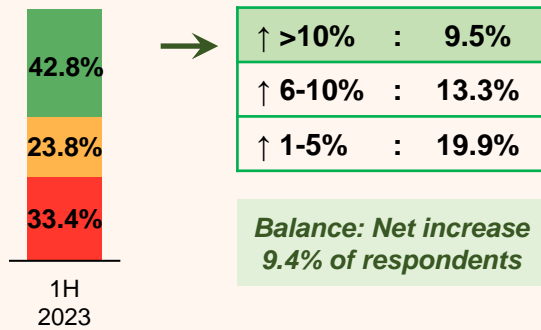 42.8%
23.8%
33.4%
1H
2023
↑ >10% : 9.5%
↑ 6-10% : 13.3%
↑ 1-5% : 19.9%
Balance: Net increase
9.4% of respondents